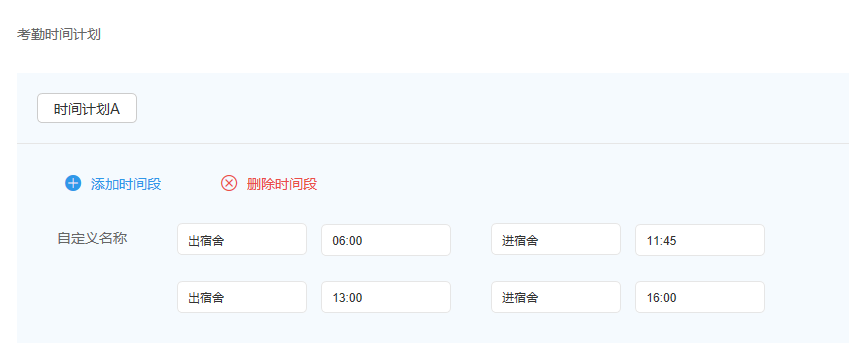 考勤时间计划
时间计划A
添加时间段 删除时间段
自定义名称 出宿舍 06:00 进宿舍 11:45
出宿舍 13:00 进宿舍 16:00